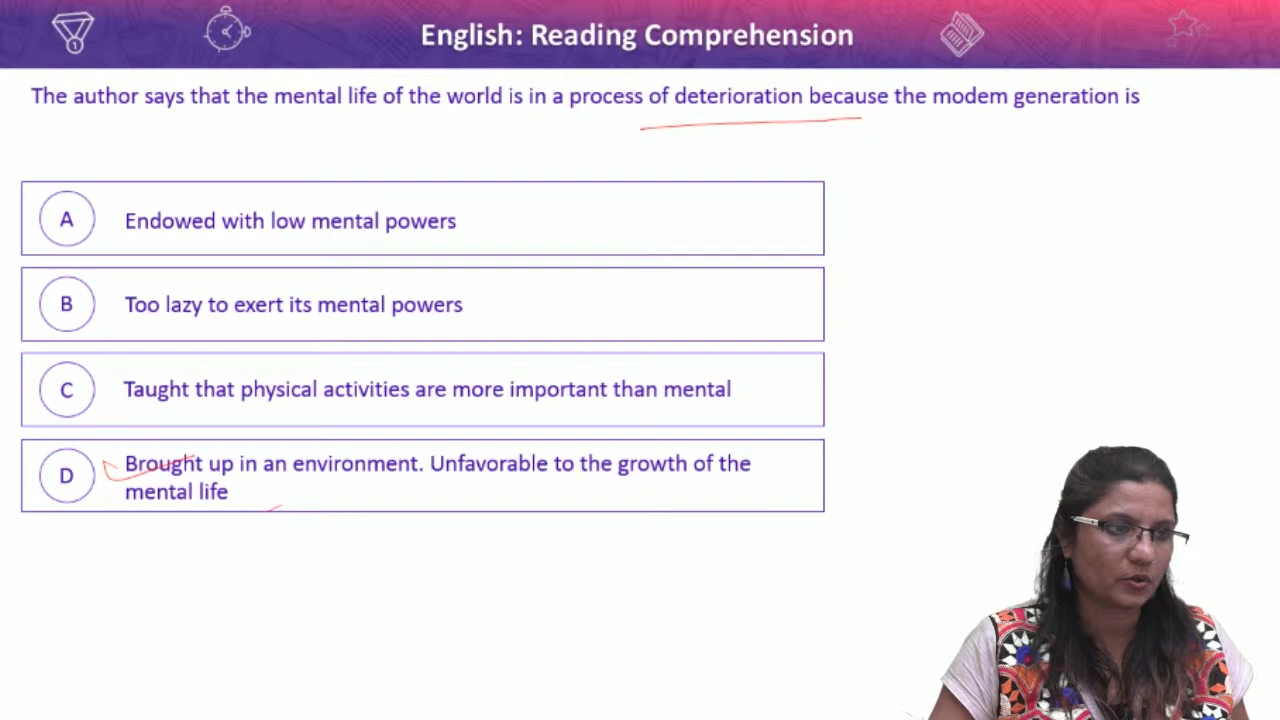 1
English: Reading Comprehension
The author says that the mental life of the world is in a process of deterioration because the modem generation is
A
Endowed with low mental powers
B
Too lazy to exert its mental powers
C
Taught that physical activities are more important than mental
D
Brought up in an environment. Unfavorable to the growth of the
mental life